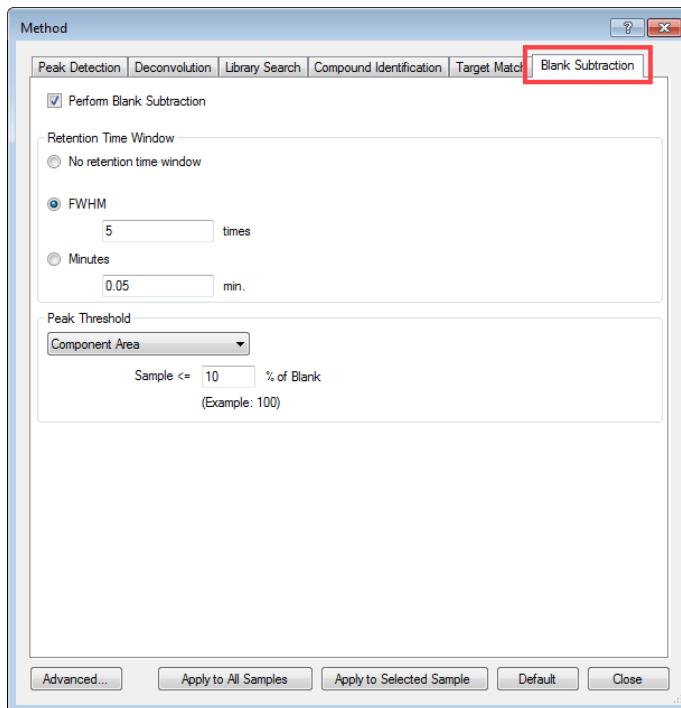 Method
Peak Detection Deconvolution Library Search Compound Identification Target Match Blank Subtraction
Perform Blank Subtraction
Retention Time Window
No retention time window
FWHM
5 times
Minutes
0.05 min.
Peak Threshold
Component Area
Sample <= 10 % of Blank
(Example: 100)
Advanced... Apply to All Samples Apply to Selected Sample Default Close